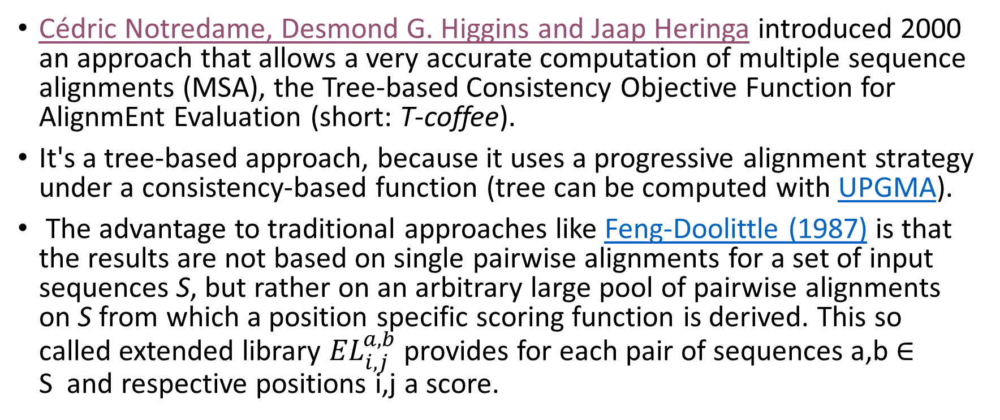 • Cédric Notredame, Desmond G. Higgins and Jaap Heringa introduced 2000
an approach that allows a very accurate computation of multiple sequence
alignments (MSA), the Tree-based Consistency Objective Function for
AlignmEnt Evaluation (short: T-coffee).
• It's a tree-based approach, because it uses a progressive alignment strategy
under a consistency-based function (tree can be computed with UPGMA).
• The advantage to traditional approaches like Feng-Doolittle (1987) is that
the results are not based on single pairwise alignments for a set of input
sequences S, but rather on an arbitrary large pool of pairwise alignments
on S from which a position specific scoring function is derived. This so
called extended library $EL_{i,j}^{a,b}$ provides for each pair of sequences a,b ∈
S and respective positions i,j a score.